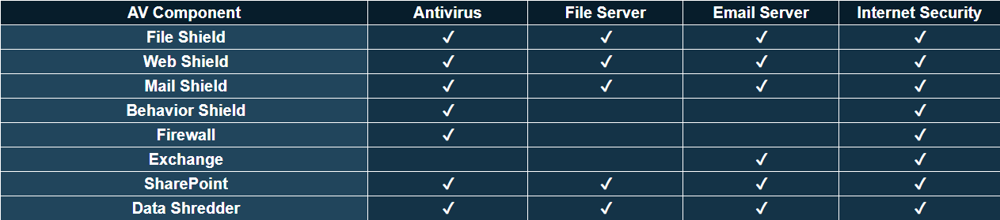 AV Component Antivirus File Server Email Server Internet Security
File Shield ✓ ✓ ✓ ✓
Web Shield ✓ ✓ ✓ ✓
Mail Shield ✓ ✓ ✓ ✓
Behavior Shield ✓ ✓
Firewall ✓ ✓
Exchange ✓ ✓
SharePoint ✓ ✓ ✓ ✓
Data Shredder ✓ ✓ ✓ ✓